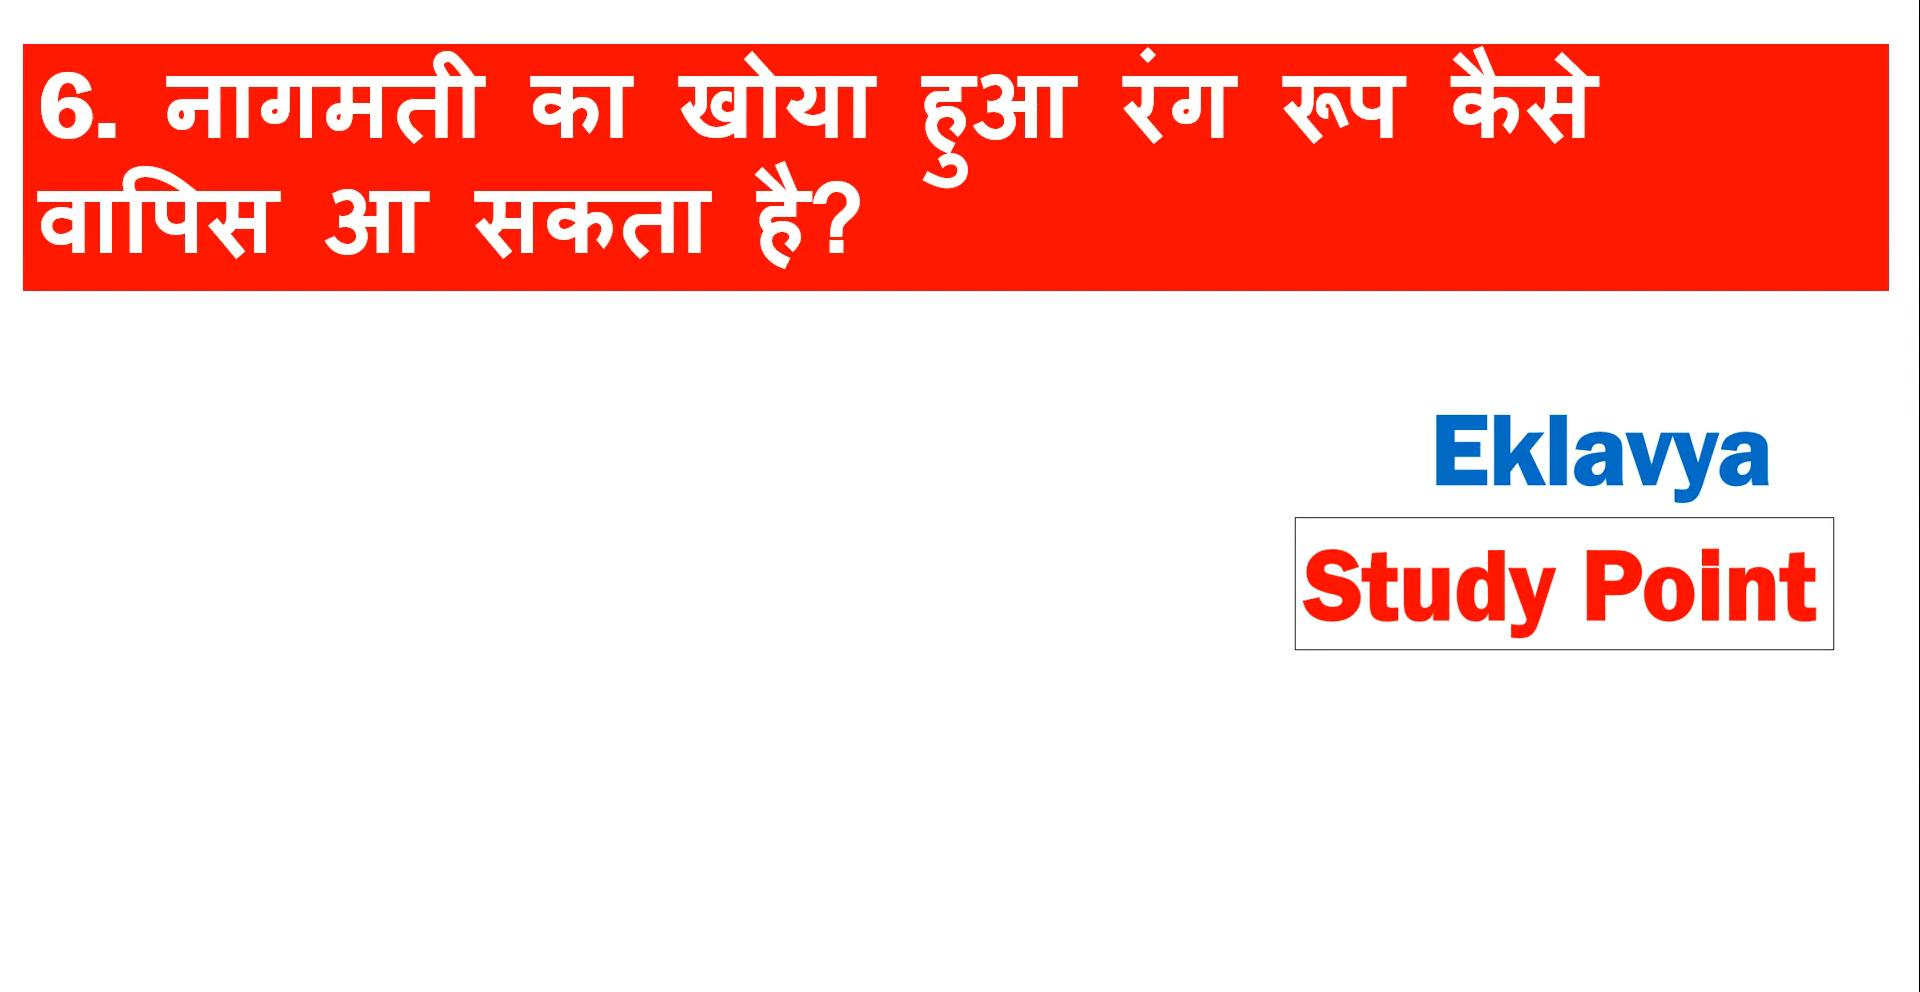 6. नागमती का खोया हुआ रंग रूप कैसे
वापिस आ सकता है?
Eklavya
Study Point